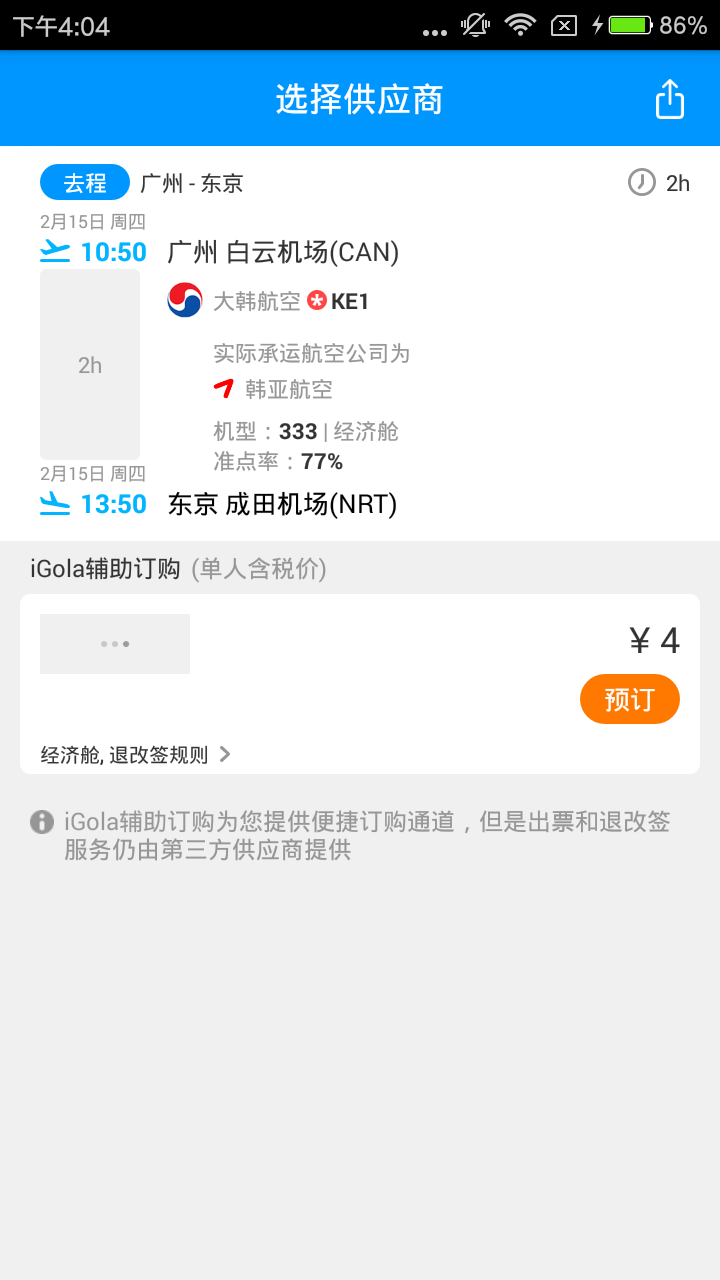 下午4:04
86%
选择供应商
去程 广州 - 东京 2h
2月15日 周四
10:50 广州 白云机场(CAN)
大韩航空 KE1
2h
实际承运航空公司为
韩亚航空
机型：333 | 经济舱
准点率：77%
2月15日 周四
13:50 东京 成田机场(NRT)
iGola辅助订购 (单人含税价)
¥ 4
预订
经济舱, 退改签规则
iGola辅助订购为您提供便捷订购通道，但是出票和退改签
服务仍由第三方供应商提供